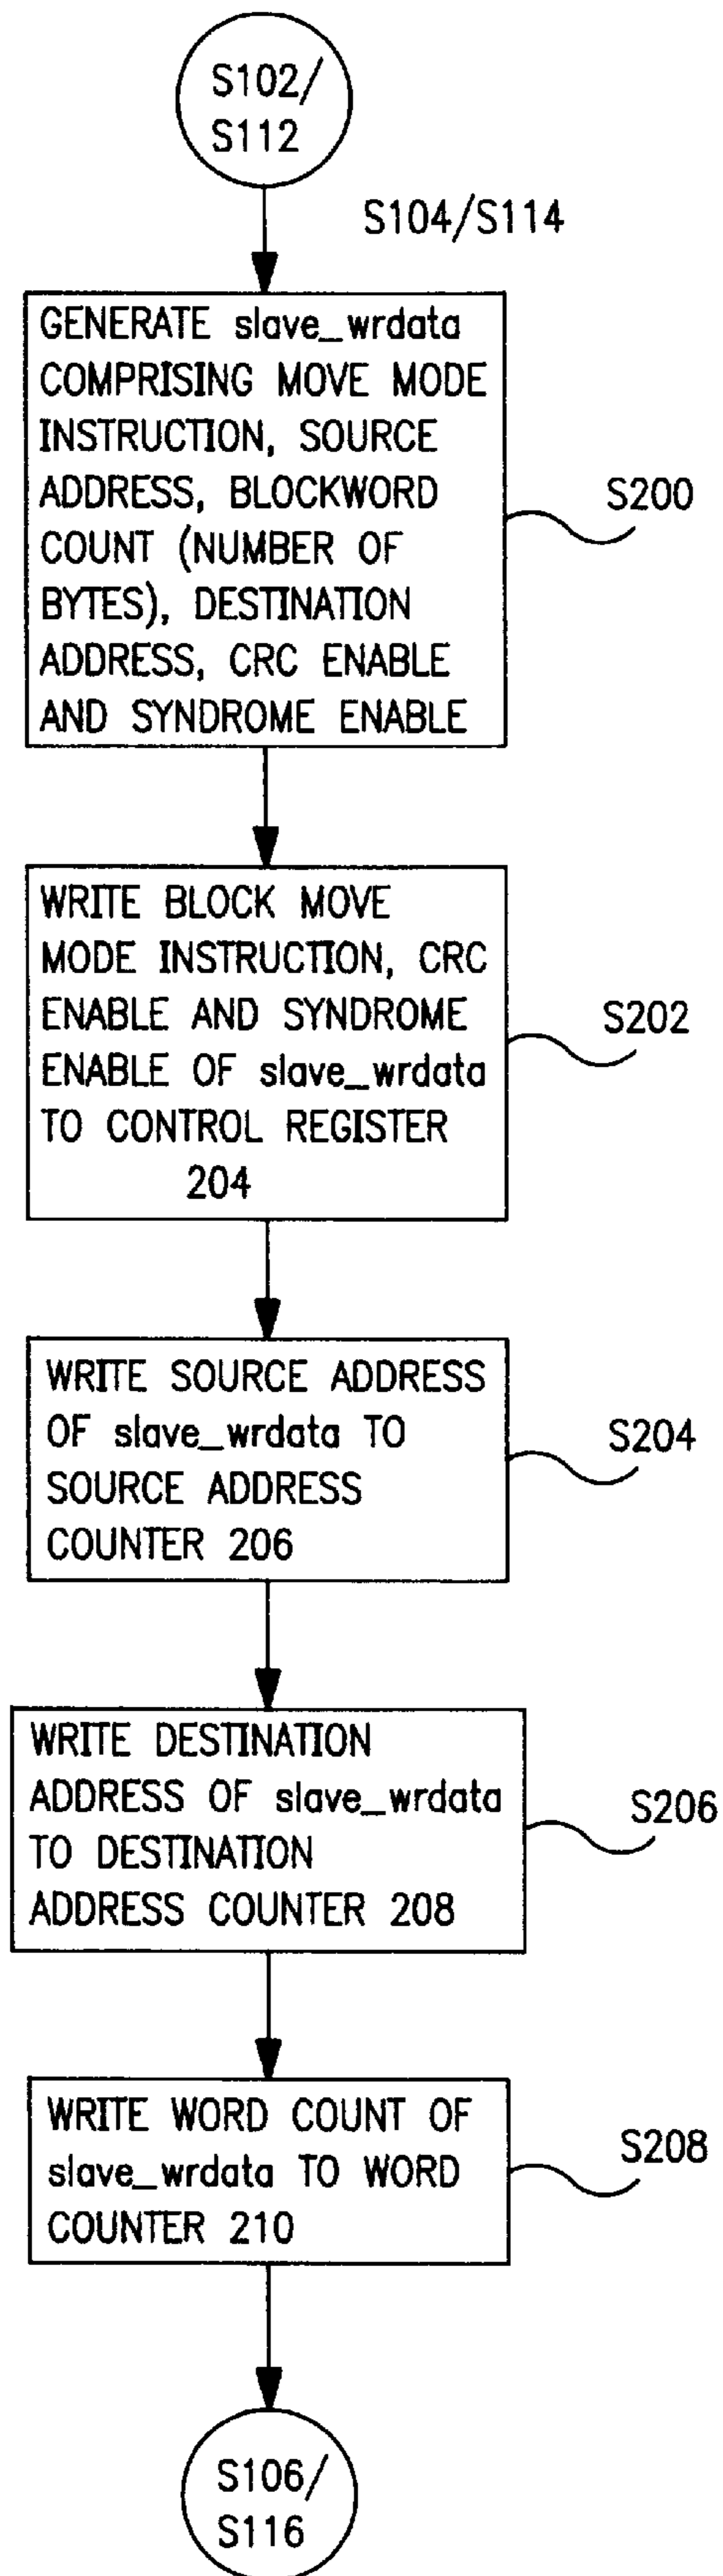 S102/
S112
S104/S114
GENERATE slave_wrdata
COMPRISING MOVE MODE
INSTRUCTION, SOURCE
ADDRESS, BLOCKWORD
COUNT (NUMBER OF
BYTES), DESTINATION
ADDRESS, CRC ENABLE
AND SYNDROME ENABLE
S200
WRITE BLOCK MOVE
MODE INSTRUCTION, CRC
ENABLE AND SYNDROME
ENABLE OF slave_wrdata
TO CONTROL REGISTER
204
S202
WRITE SOURCE ADDRESS
OF slave_wrdata TO
SOURCE ADDRESS
COUNTER 206
S204
WRITE DESTINATION
ADDRESS OF slave_wrdata
TO DESTINATION
ADDRESS COUNTER 208
S206
WRITE WORD COUNT OF
slave_wrdata TO WORD
COUNTER 210
S208
S106/
S116